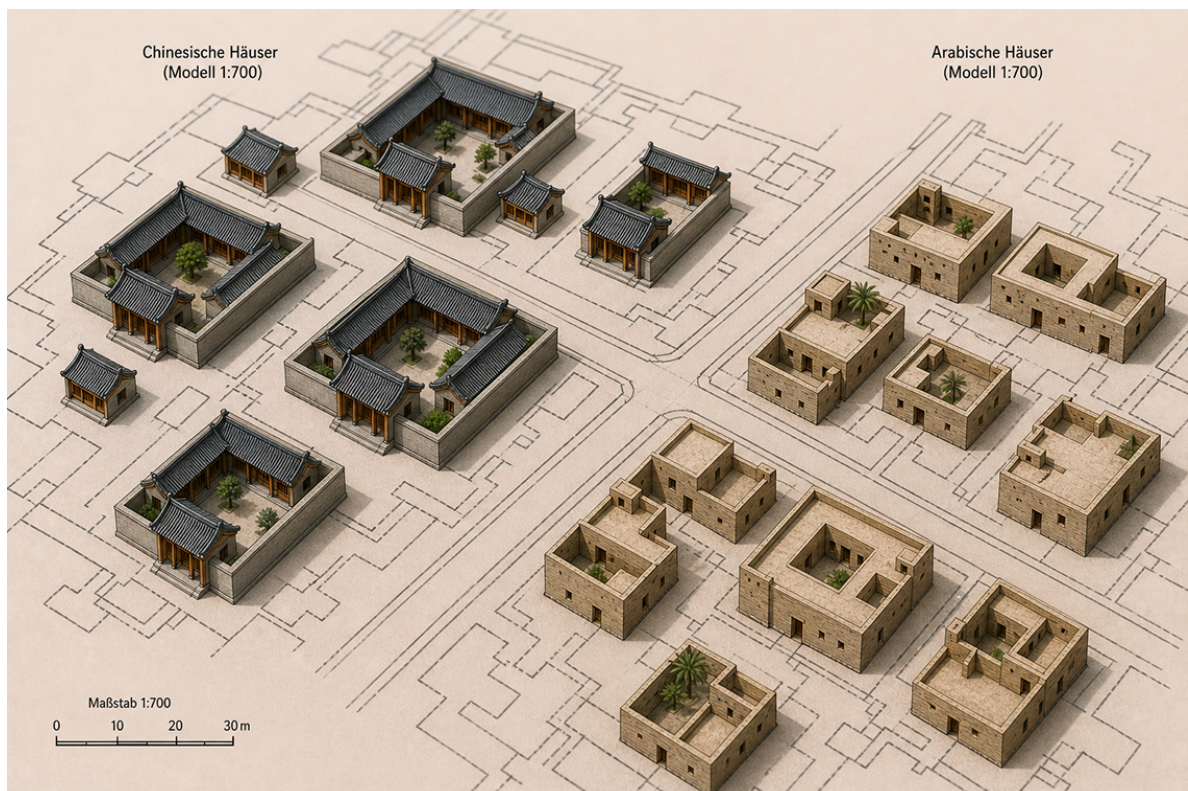 Chinesische Häuser
(Modell 1:700)
Arabische Häuser
(Modell 1:700)
Maßstab 1:700
0 10 20 30 m